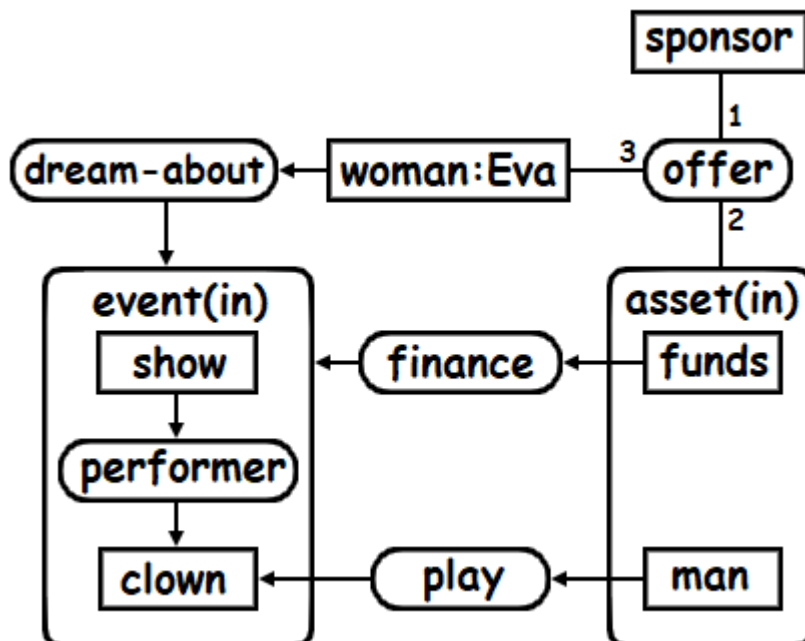 sponsor
1
dream-about
woman:Eva
3
offer
2
event(in)
asset(in)
show
finance
funds
performer
clown
play
man